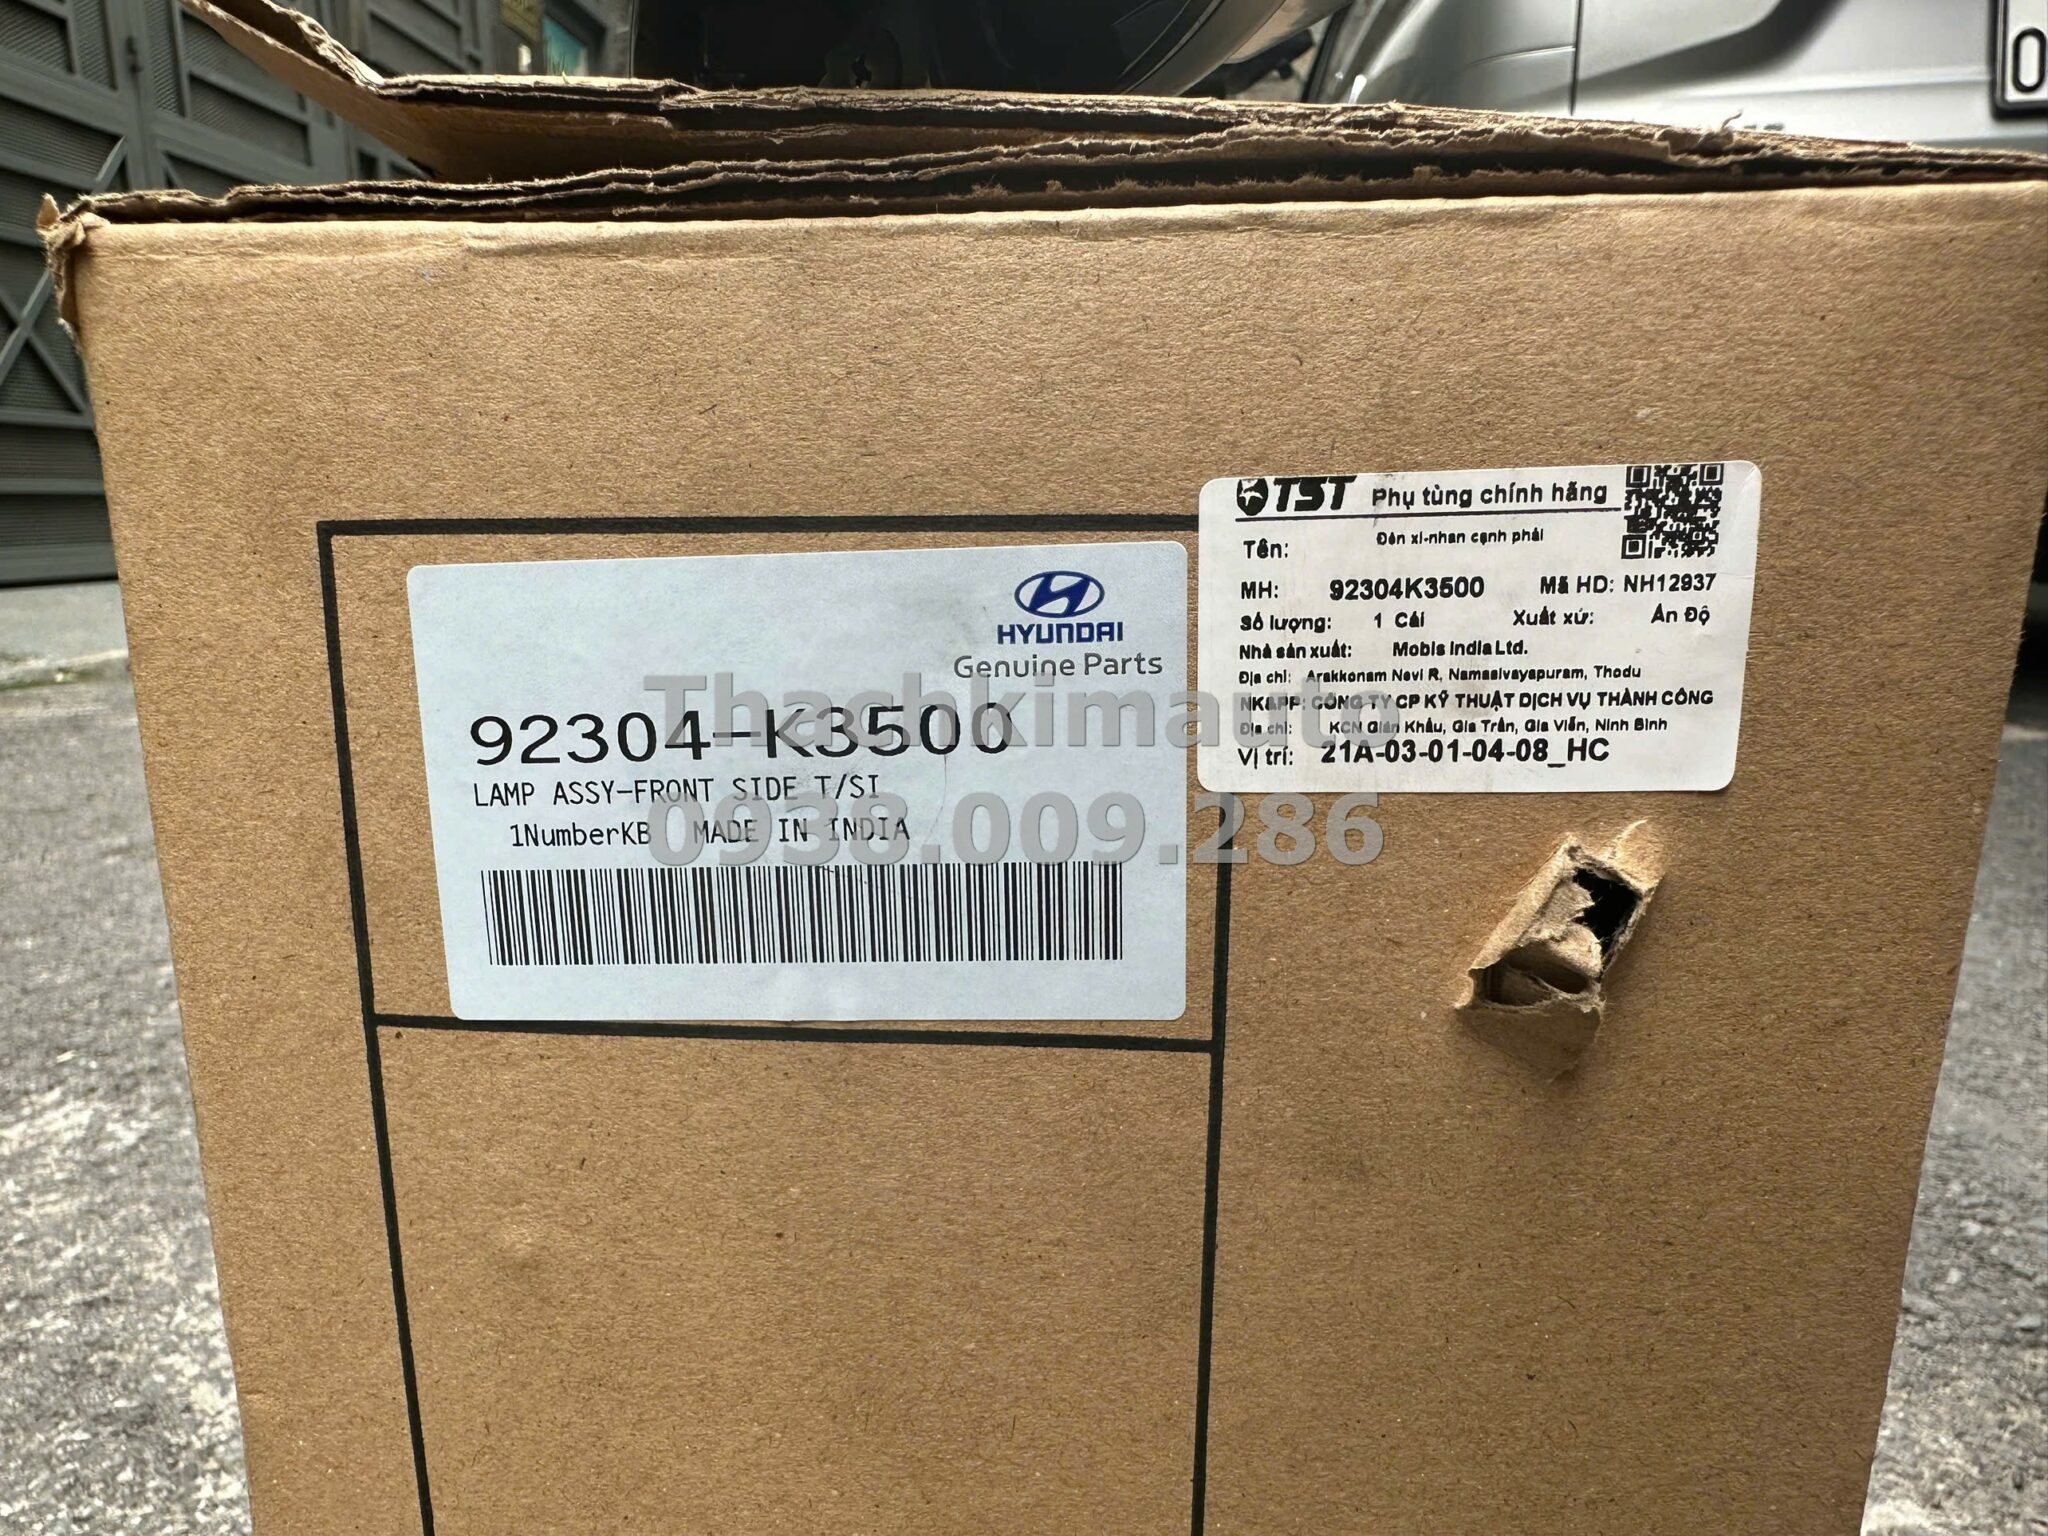 HYUNDAI
Genuine Parts
92304-K3500
LAMP ASSY-FRONT SIDE T/SI
1NumberKB MADE IN INDIA
TST Phụ tùng chính hãng
Tên: Đèn xi-nhan cạnh phải
MH: 92304K3500 Mã HD: NH12937
Số lượng: 1 Cái Xuất xứ: Ấn Độ
Nhà sản xuất: Mobis India Ltd.
Địa chỉ: Arakkonam Nevi R, Namasivayapuram, Thodu
NK&PP: CÔNG TY CP KỸ THUẬT DỊCH VỤ THÀNH CÔNG
Địa chỉ: KCN Gián Khẩu, Gia Trấn, Gia Viễn, Ninh Bình
Vị trí: 21A-03-01-04-08_HC
Thachkimauto
0938.009.286